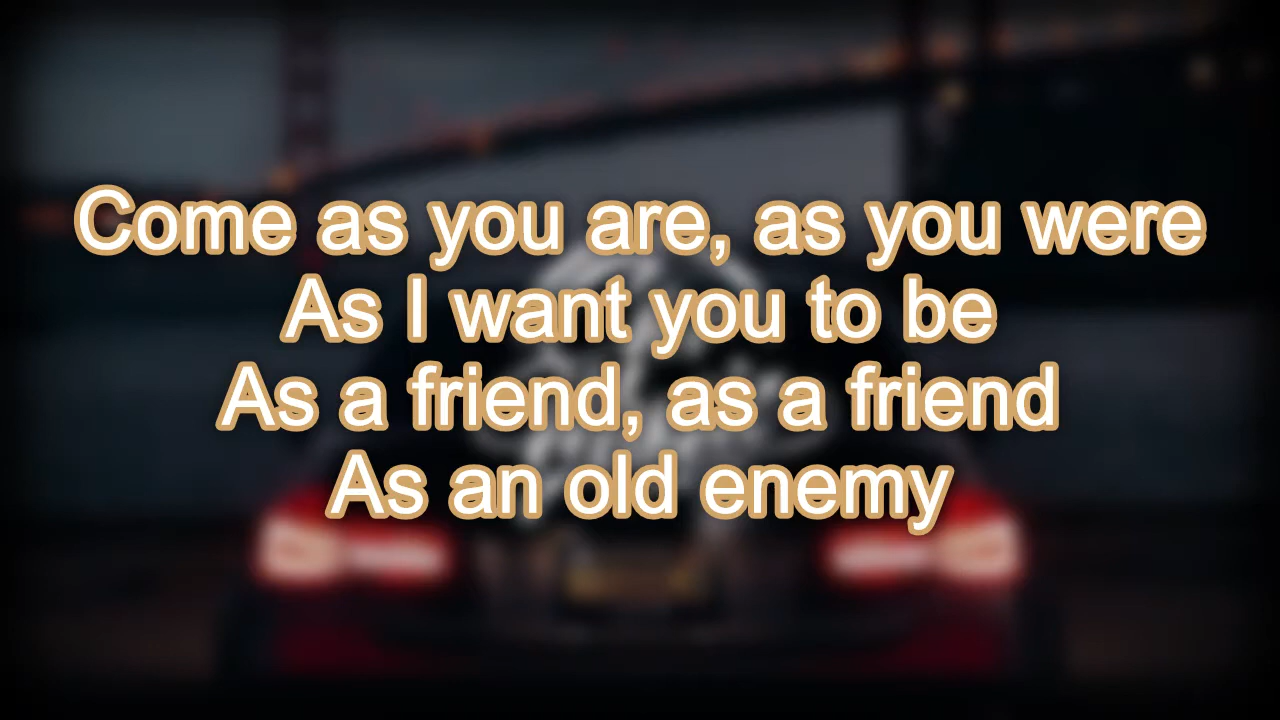 Come as you are, as you were
As I want you to be
As a friend, as a friend
As an old enemy